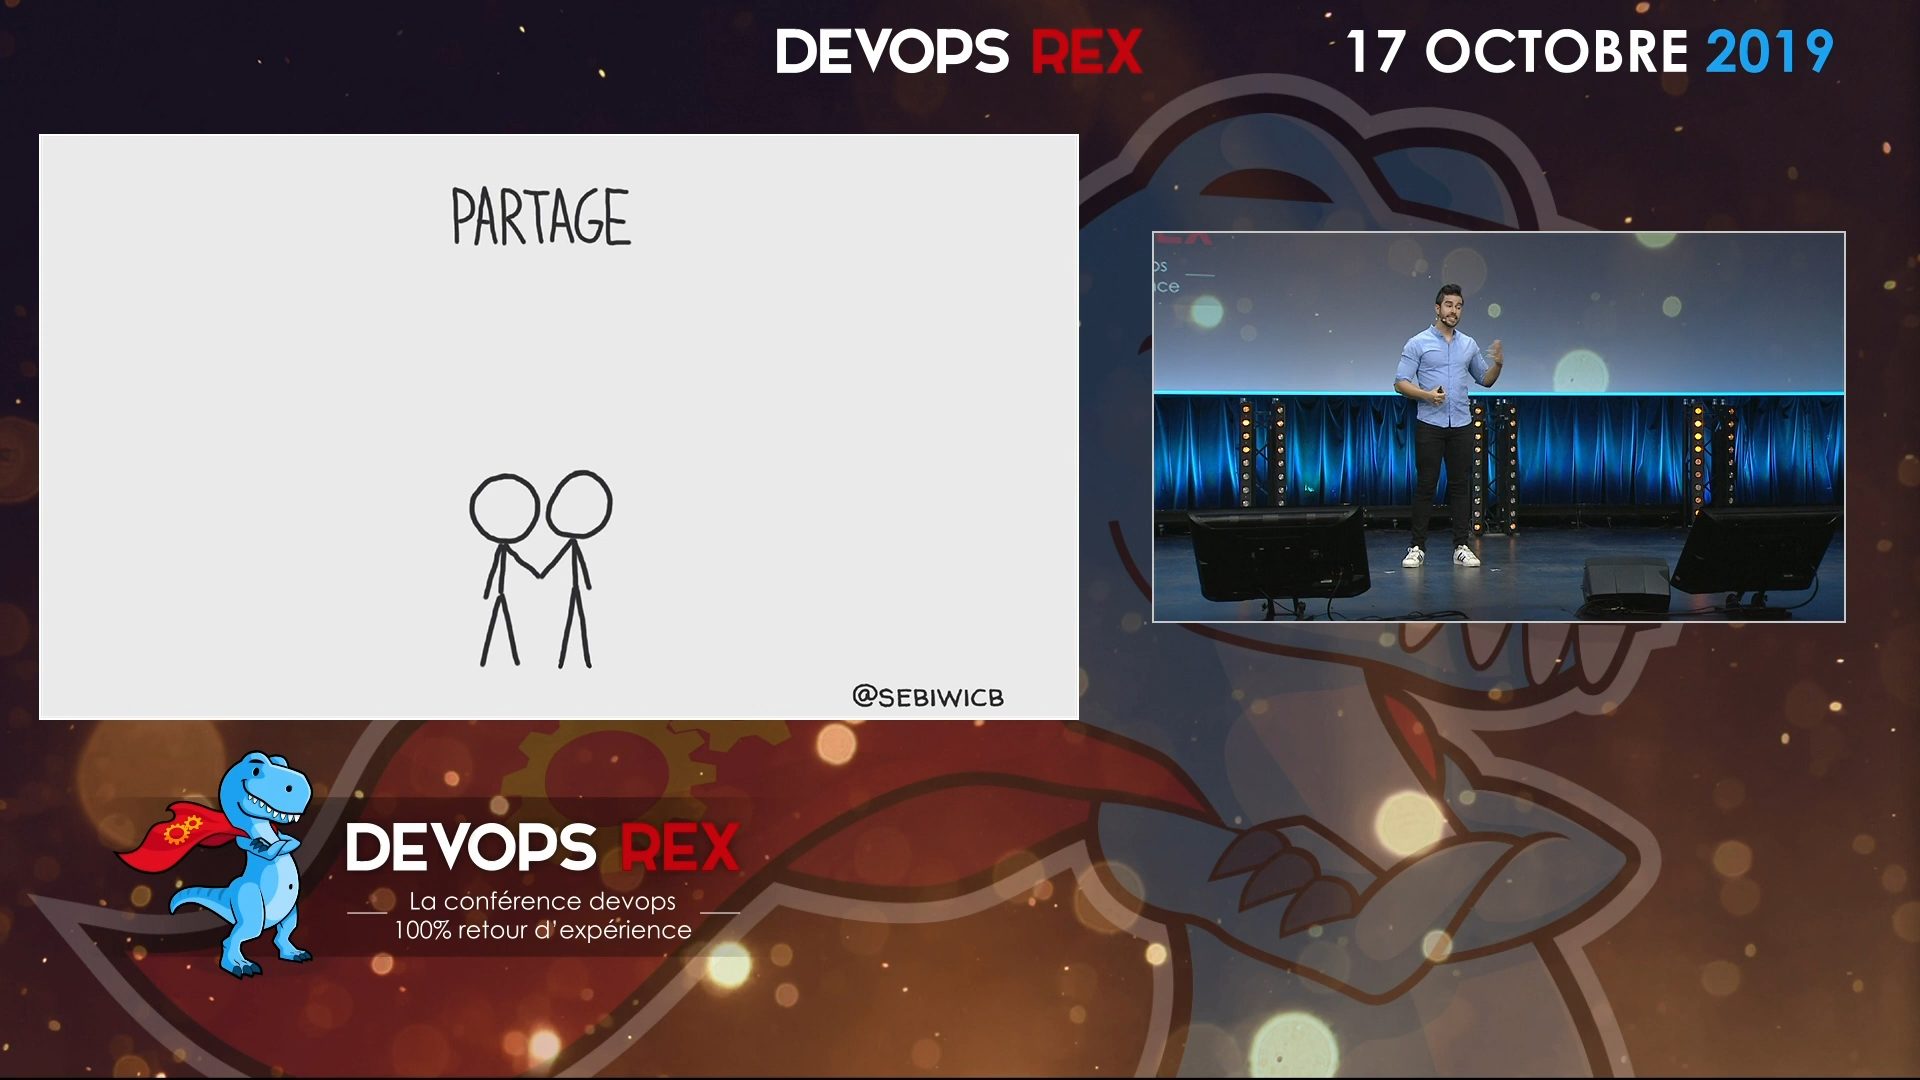 DEVOPS REX
17 OCTOBRE 2019
PARTAGE
@SEBIWICB
DEVOPS REX
La conférence devops
100% retour d'expérience